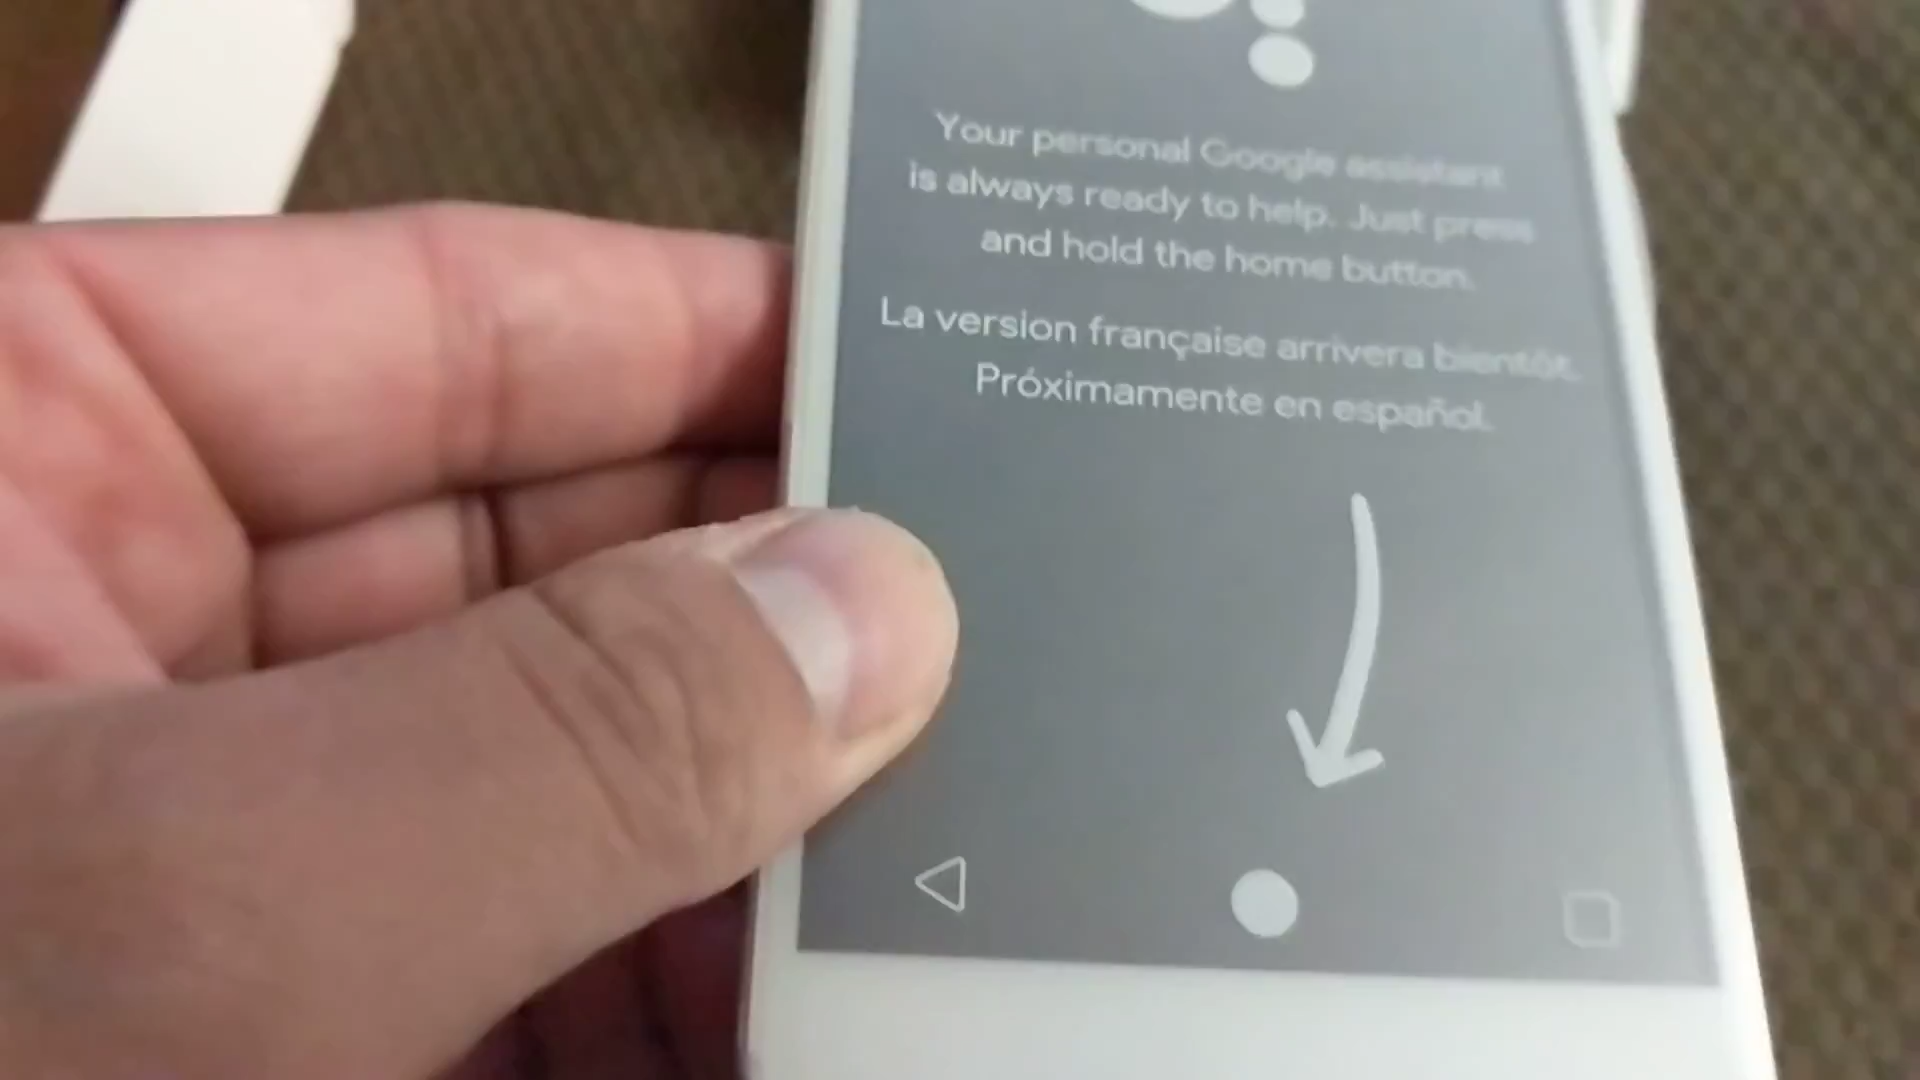 Your personal Google assistant
is always ready to help. Just press
and hold the home button.
La version française arrivera bientôt.
Próximamente en español.